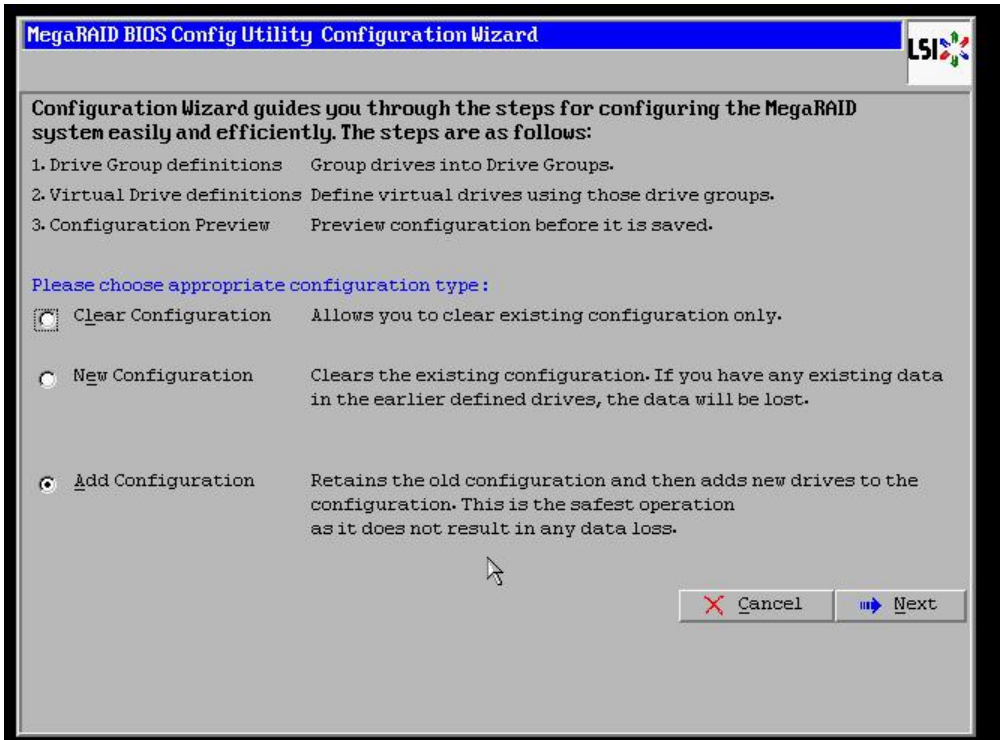 MegaRAID BIOS Config Utility Configuration Wizard
LSI
Configuration Wizard guides you through the steps for configuring the MegaRAID
system easily and efficiently. The steps are as follows:
1. Drive Group definitions Group drives into Drive Groups.
2. Virtual Drive definitions Define virtual drives using those drive groups.
3. Configuration Preview Preview configuration before it is saved.
Please choose appropriate configuration type:
Clear Configuration Allows you to clear existing configuration only.
New Configuration Clears the existing configuration. If you have any existing data
in the earlier defined drives, the data will be lost.
Add Configuration Retains the old configuration and then adds new drives to the
configuration. This is the safest operation
as it does not result in any data loss.
Cancel Next